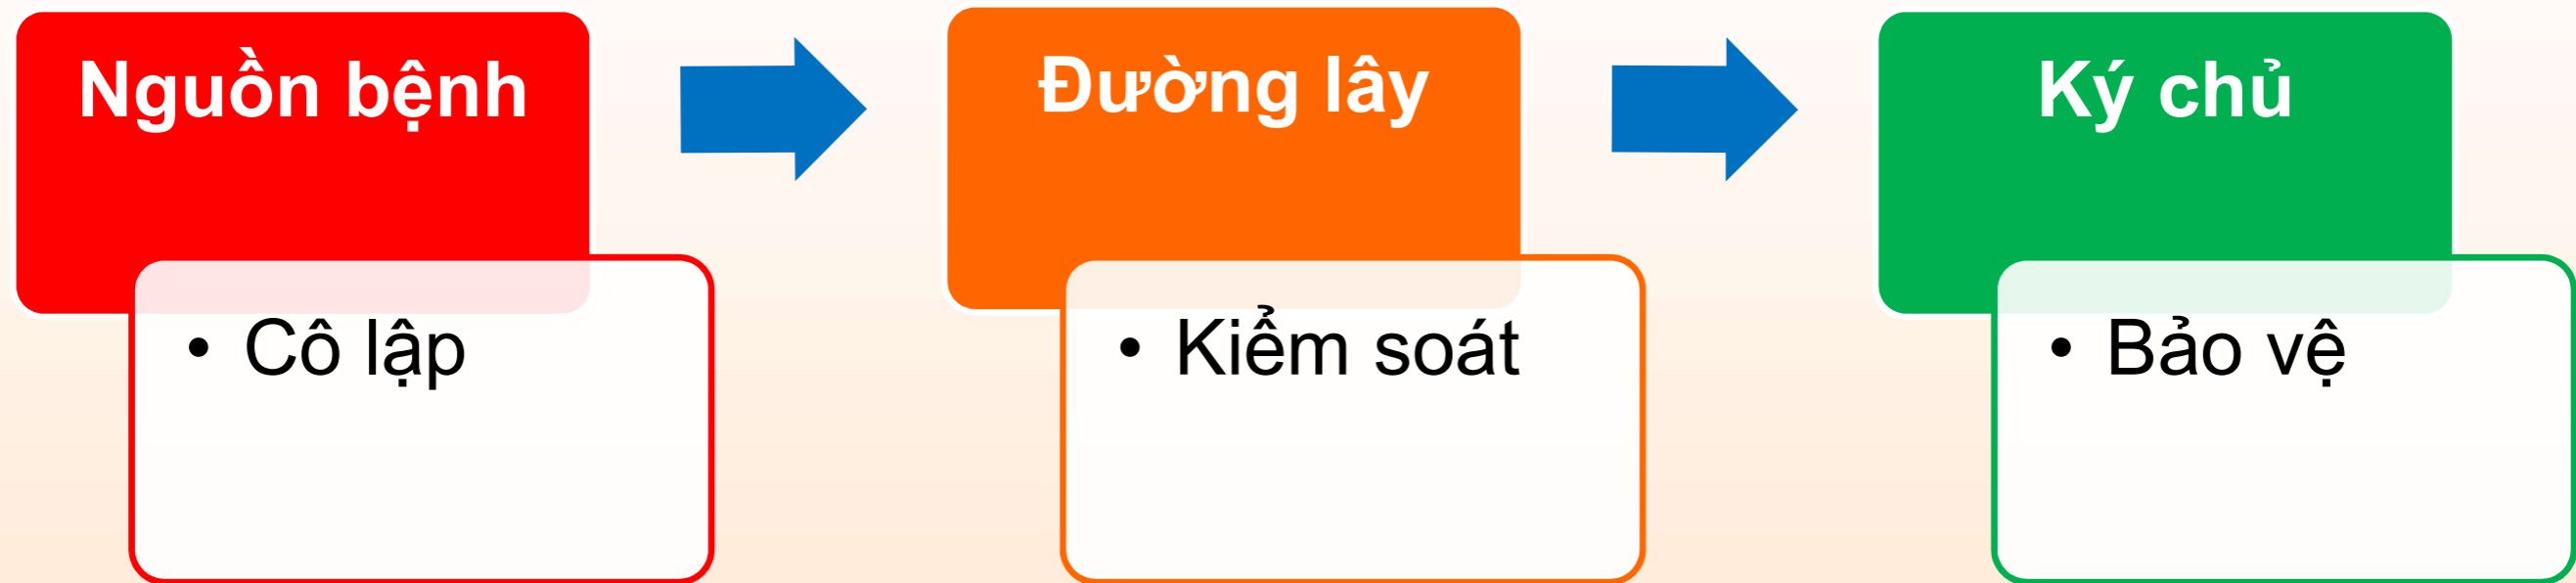 Nguồn bệnh
• Cô lập
Đường lây
• Kiểm soát
Ký chủ
• Bảo vệ